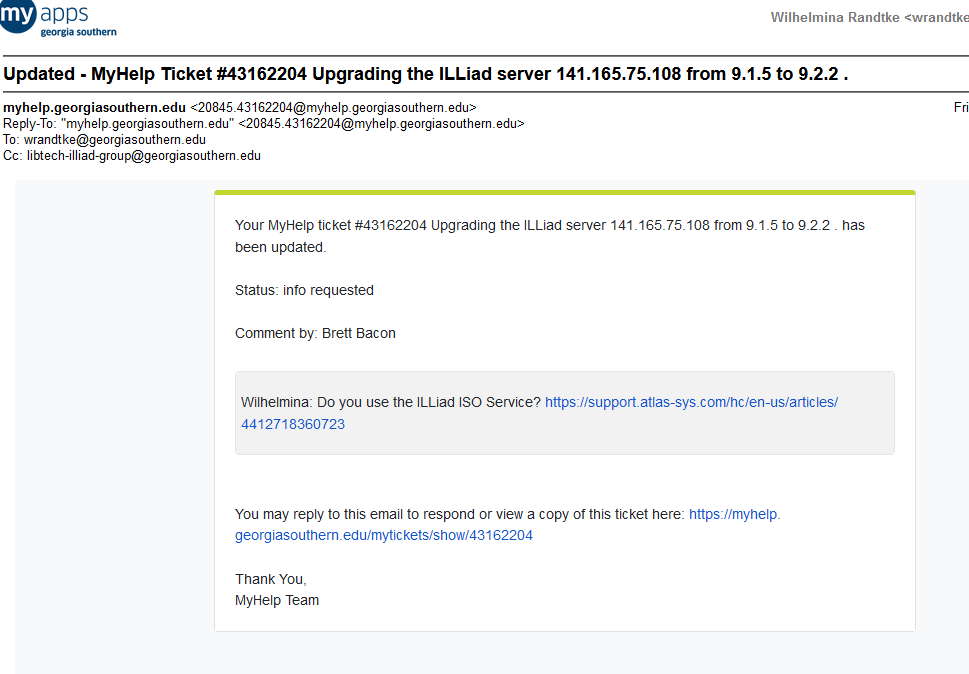 my apps
georgia southern
Wilhelmina Randtke <wrandtke
Updated - MyHelp Ticket #43162204 Upgrading the ILLiad server 141.165.75.108 from 9.1.5 to 9.2.2 .
myhelp.georgiasouthern.edu <20845.43162204@myhelp.georgiasouthern.edu>
Fri
Reply-To: "myhelp.georgiasouthern.edu" <20845.43162204@myhelp.georgiasouthern.edu>
To: wrandtke@georgiasouthern.edu
Cc: libtech-illiad-group@georgiasouthern.edu
Your MyHelp ticket #43162204 Upgrading the ILLiad server 141.165.75.108 from 9.1.5 to 9.2.2 . has
been updated.
Status: info requested
Comment by: Brett Bacon
Wilhelmina: Do you use the ILLiad ISO Service? https://support.atlas-sys.com/hc/en-us/articles/
4412718360723
You may reply to this email to respond or view a copy of this ticket here: https://myhelp.
georgiasouthern.edu/mytickets/show/43162204
Thank You,
MyHelp Team